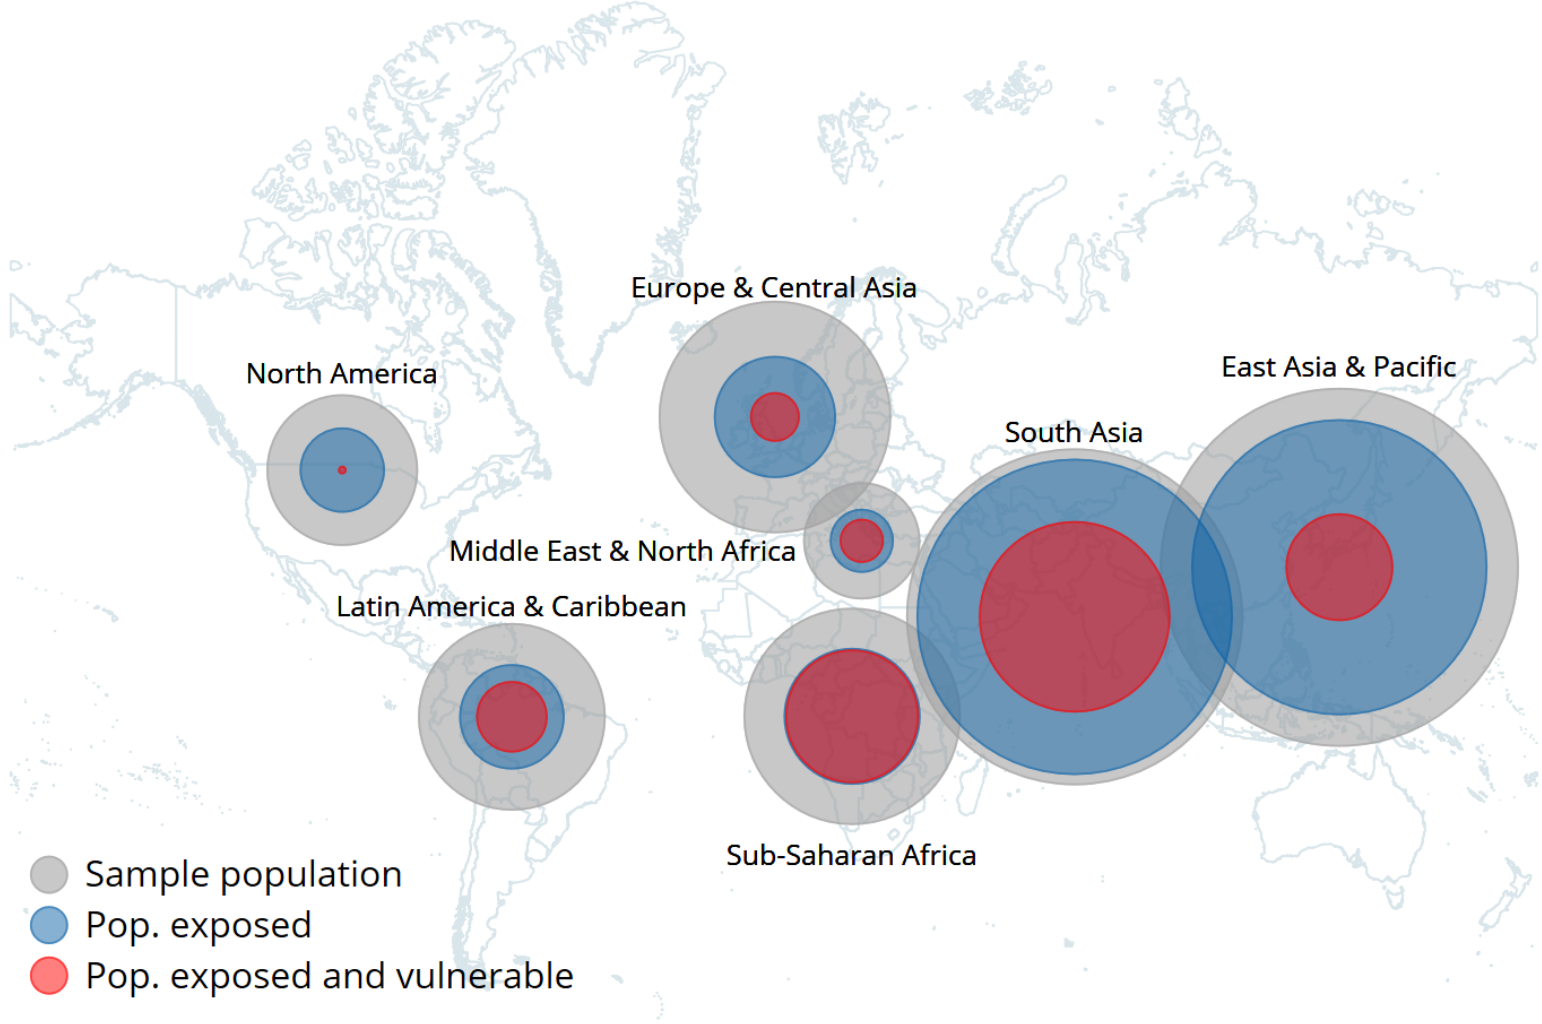 Europe & Central Asia
North America
East Asia & Pacific
South Asia
Middle East & North Africa
Latin America & Caribbean
Sub-Saharan Africa
Sample population
Pop. exposed
Pop. exposed and vulnerable